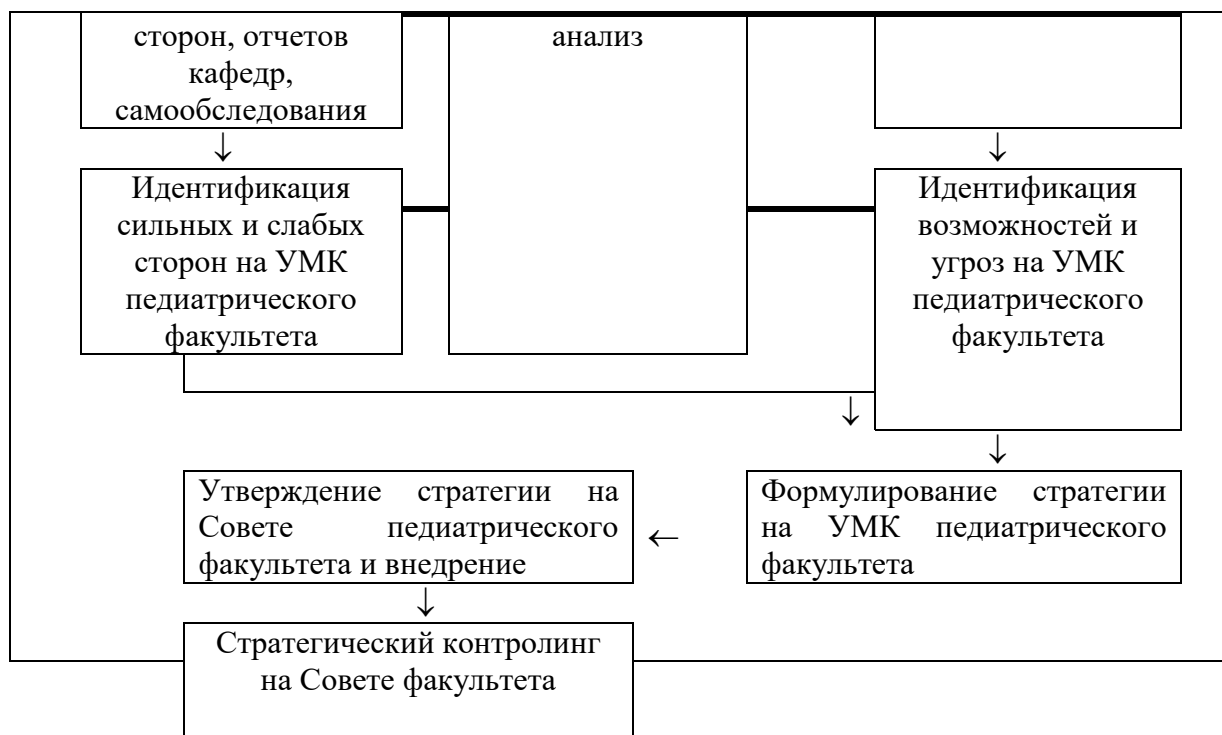 сторон, отчетов
кафедр,
самообследования
анализ
↓
↓
Идентификация
сильных и слабых
сторон на УМК
педиатрического
факультета
Идентификация
возможностей и
угроз на УМК
педиатрического
факультета
↓
↓
Утверждение стратегии на
Совете педиатрического
факультета и внедрение
←
Формулирование стратегии
на УМК педиатрического
факультета
↓
Стратегический контролинг
на Совете факультета